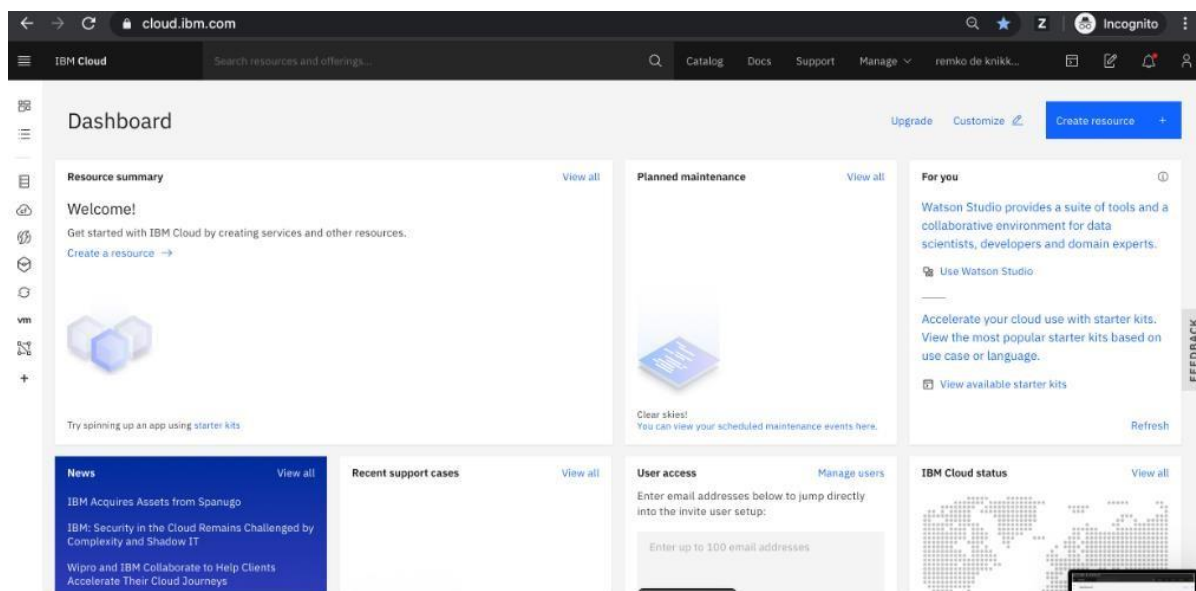 cloud.ibm.com
Z
Incognito
IBM Cloud
Search resources and offerings...
Catalog
Docs
Support
Manage
remko de knikk...
Dashboard
Upgrade
Customize
Create resource +
Resource summary
View all
Welcome!
Get started with IBM Cloud by creating services and other resources.
Create a resource →
Try spinning up an app using starter kits
Planned maintenance
View all
Clear skies!
You can view your scheduled maintenance events here.
For you
Watson Studio provides a suite of tools and a
collaborative environment for data
scientists, developers and domain experts.
Use Watson Studio
Accelerate your cloud use with starter kits.
View the most popular starter kits based on
use case or language.
View available starter kits
Refresh
vm
FEEDBACK
News
View all
IBM Acquires Assets from Spanugo
IBM: Security in the Cloud Remains Challenged by
Complexity and Shadow IT
Wipro and IBM Collaborate to Help Clients
Accelerate Their Cloud Journeys
Recent support cases
View all
User access
Manage users
Enter email addresses below to jump directly
into the invite user setup:
Enter up to 100 email addresses
IBM Cloud status
View all